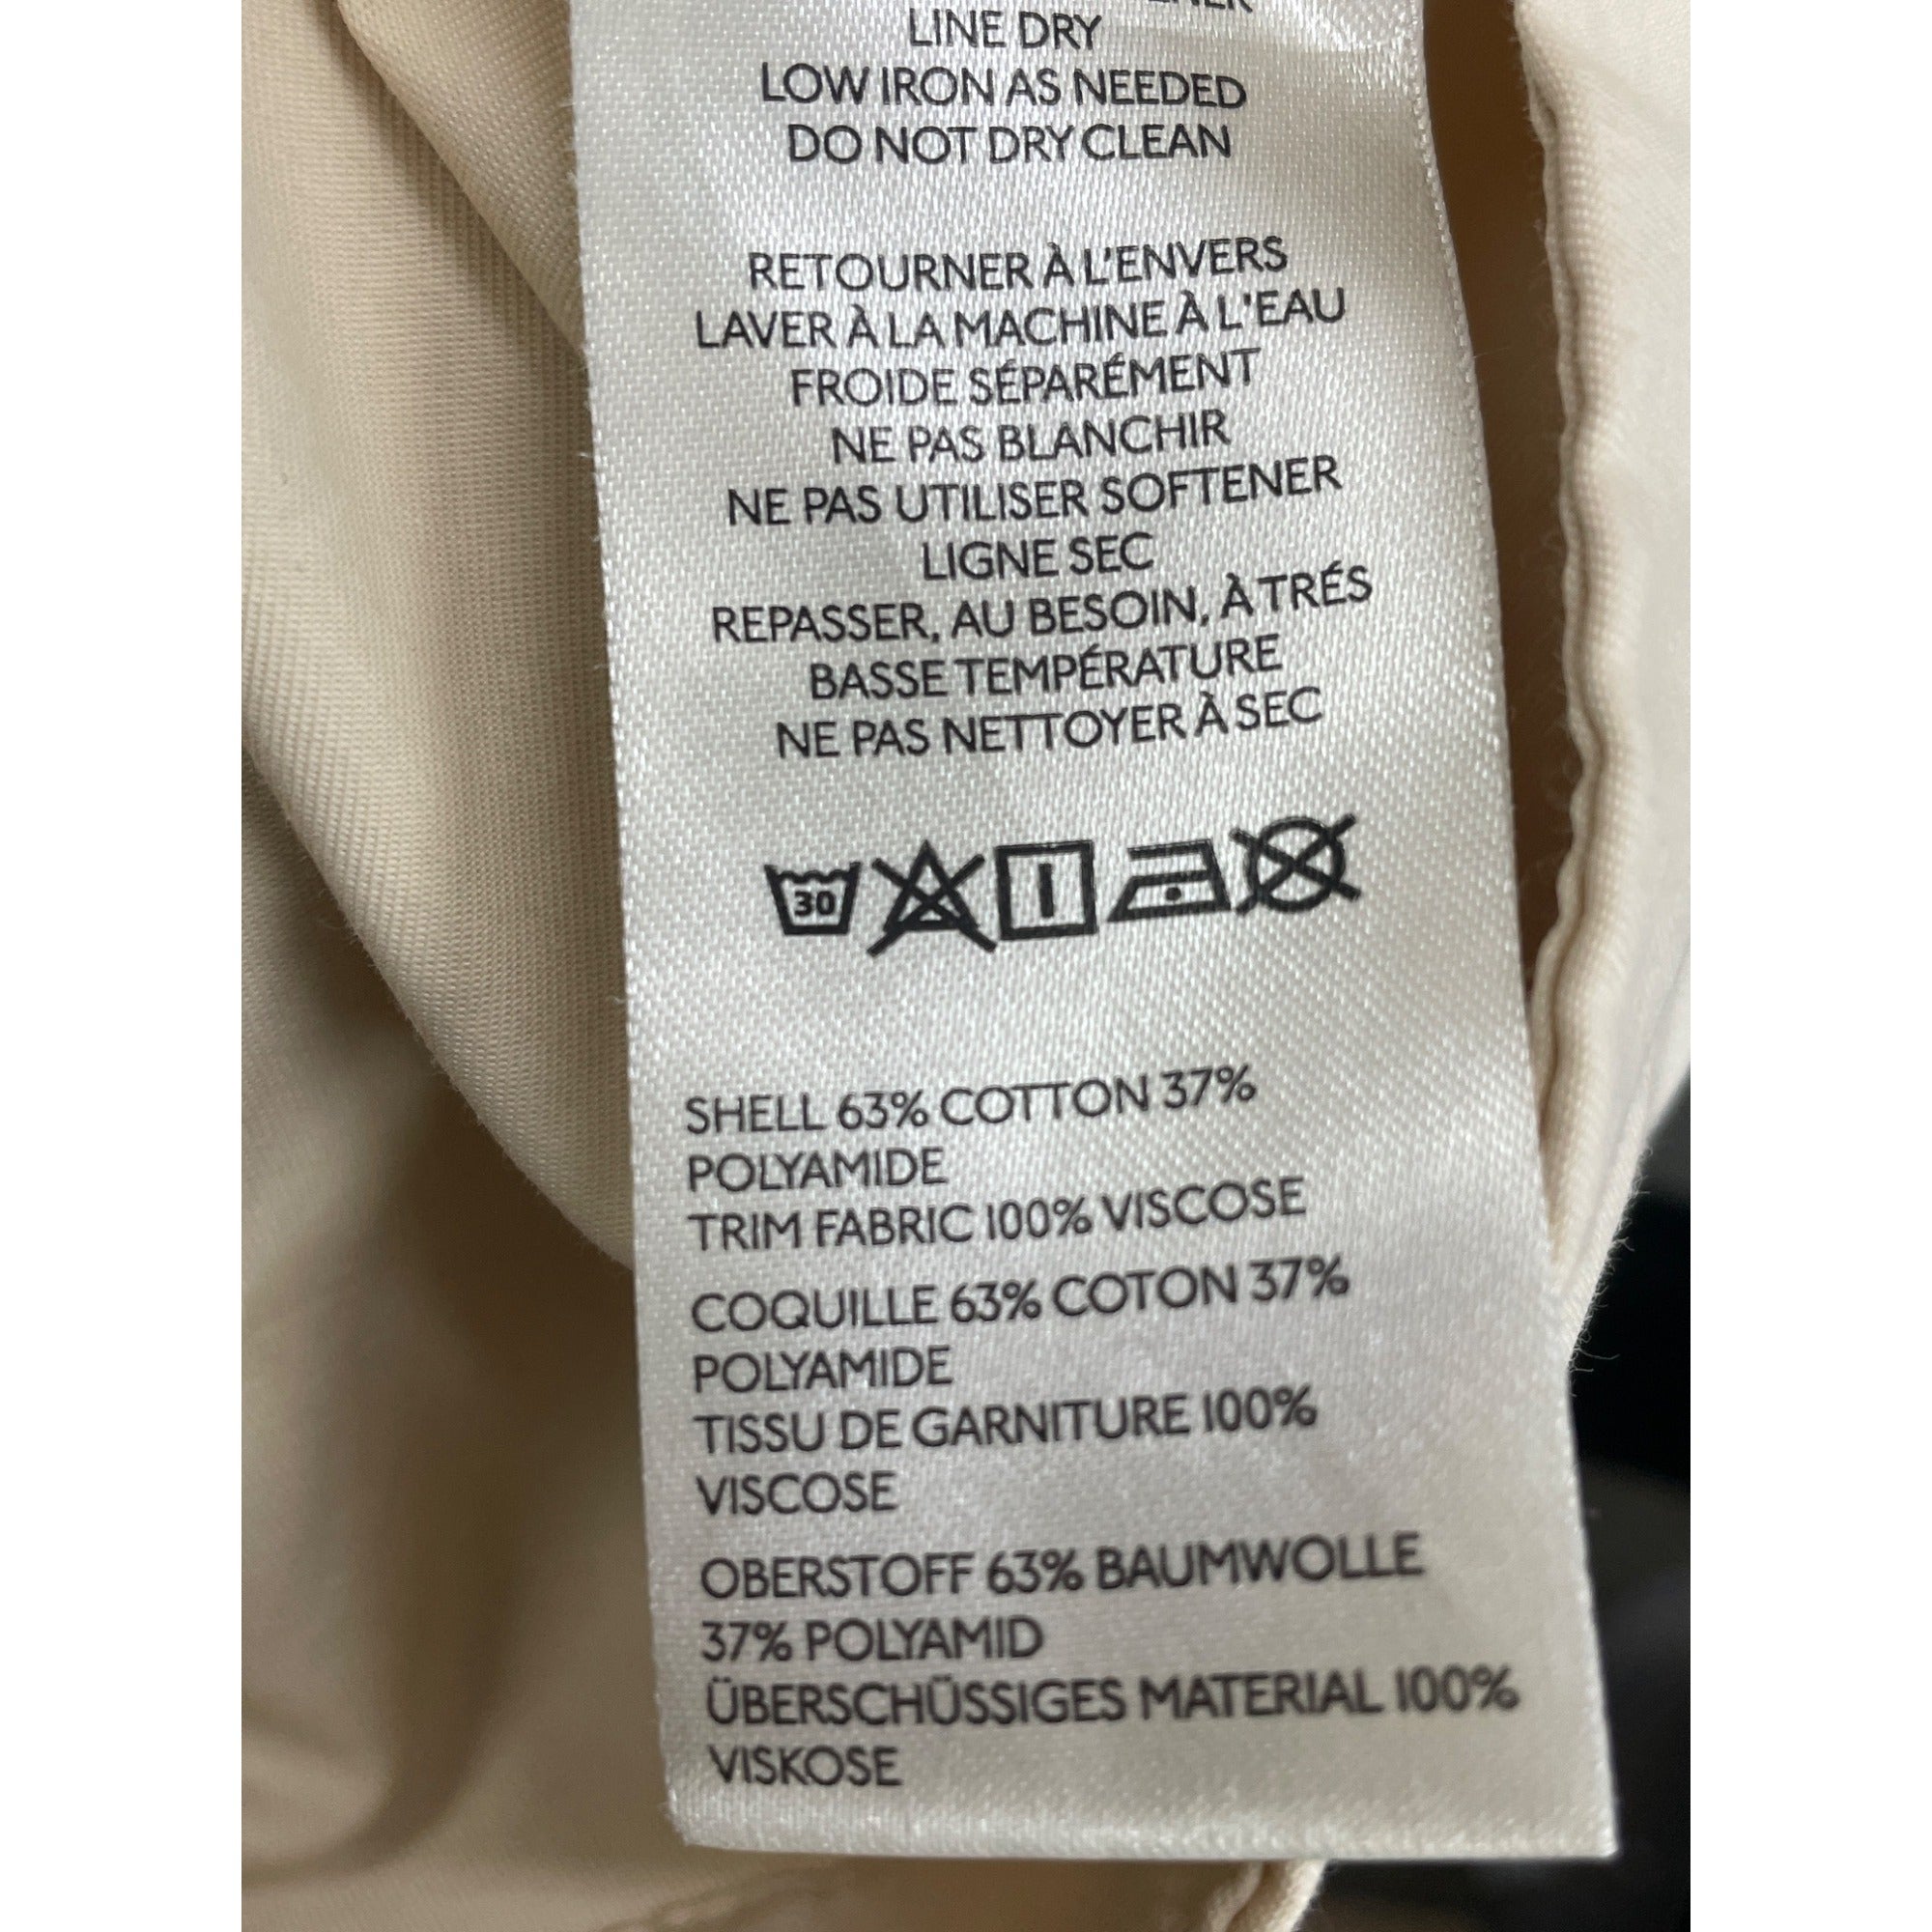 LINE DRY
LOW IRON AS NEEDED
DO NOT DRY CLEAN
RETOURNER À L'ENVERS
LAVER À LA MACHINE À L'EAU
FROIDE SÉPARÉMENT
NE PAS BLANCHIR
NE PAS UTILISER SOFTENER
LIGNE SEC
REPASSER, AU BESOIN, À TRÉS
BASSE TEMPÉRATURE
NE PAS NETTOYER À SEC
30
SHELL 63% COTTON 37%
POLYAMIDE
TRIM FABRIC 100% VISCOSE
COQUILLE 63% COTON 37%
POLYAMIDE
TISSU DE GARNITURE 100%
VISCOSE
OBERSTOFF 63% BAUMWOLLE
37% POLYAMID
ÜBERSCHÜSSIGES MATERIAL 100%
VISKOSE